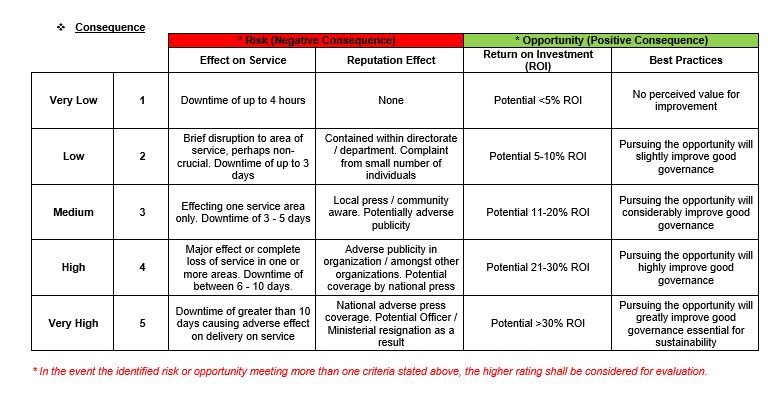 ❖ Consequence
* Risk (Negative Consequence) * Opportunity (Positive Consequence)
Effect on Service Reputation Effect Return on Investment (ROI) Best Practices
Very Low 1 Downtime of up to 4 hours None Potential <5% ROI No perceived value for improvement
Low 2 Brief disruption to area of service, perhaps non-crucial. Downtime of up to 3 days Contained within directorate / department. Complaint from small number of individuals Potential 5-10% ROI Pursuing the opportunity will slightly improve good governance
Medium 3 Effecting one service area only. Downtime of 3 - 5 days Local press / community aware. Potentially adverse publicity Potential 11-20% ROI Pursuing the opportunity will considerably improve good governance
High 4 Major effect or complete loss of service in one or more areas. Downtime of between 6 - 10 days. Adverse publicity in organization / amongst other organizations. Potential coverage by national press Potential 21-30% ROI Pursuing the opportunity will highly improve good governance
Very High 5 Downtime of greater than 10 days causing adverse effect on delivery on service National adverse press coverage. Potential Officer / Ministerial resignation as a result Potential >30% ROI Pursuing the opportunity will greatly improve good governance essential for sustainability
* In the event the identified risk or opportunity meeting more than one criteria stated above, the higher rating shall be considered for evaluation.